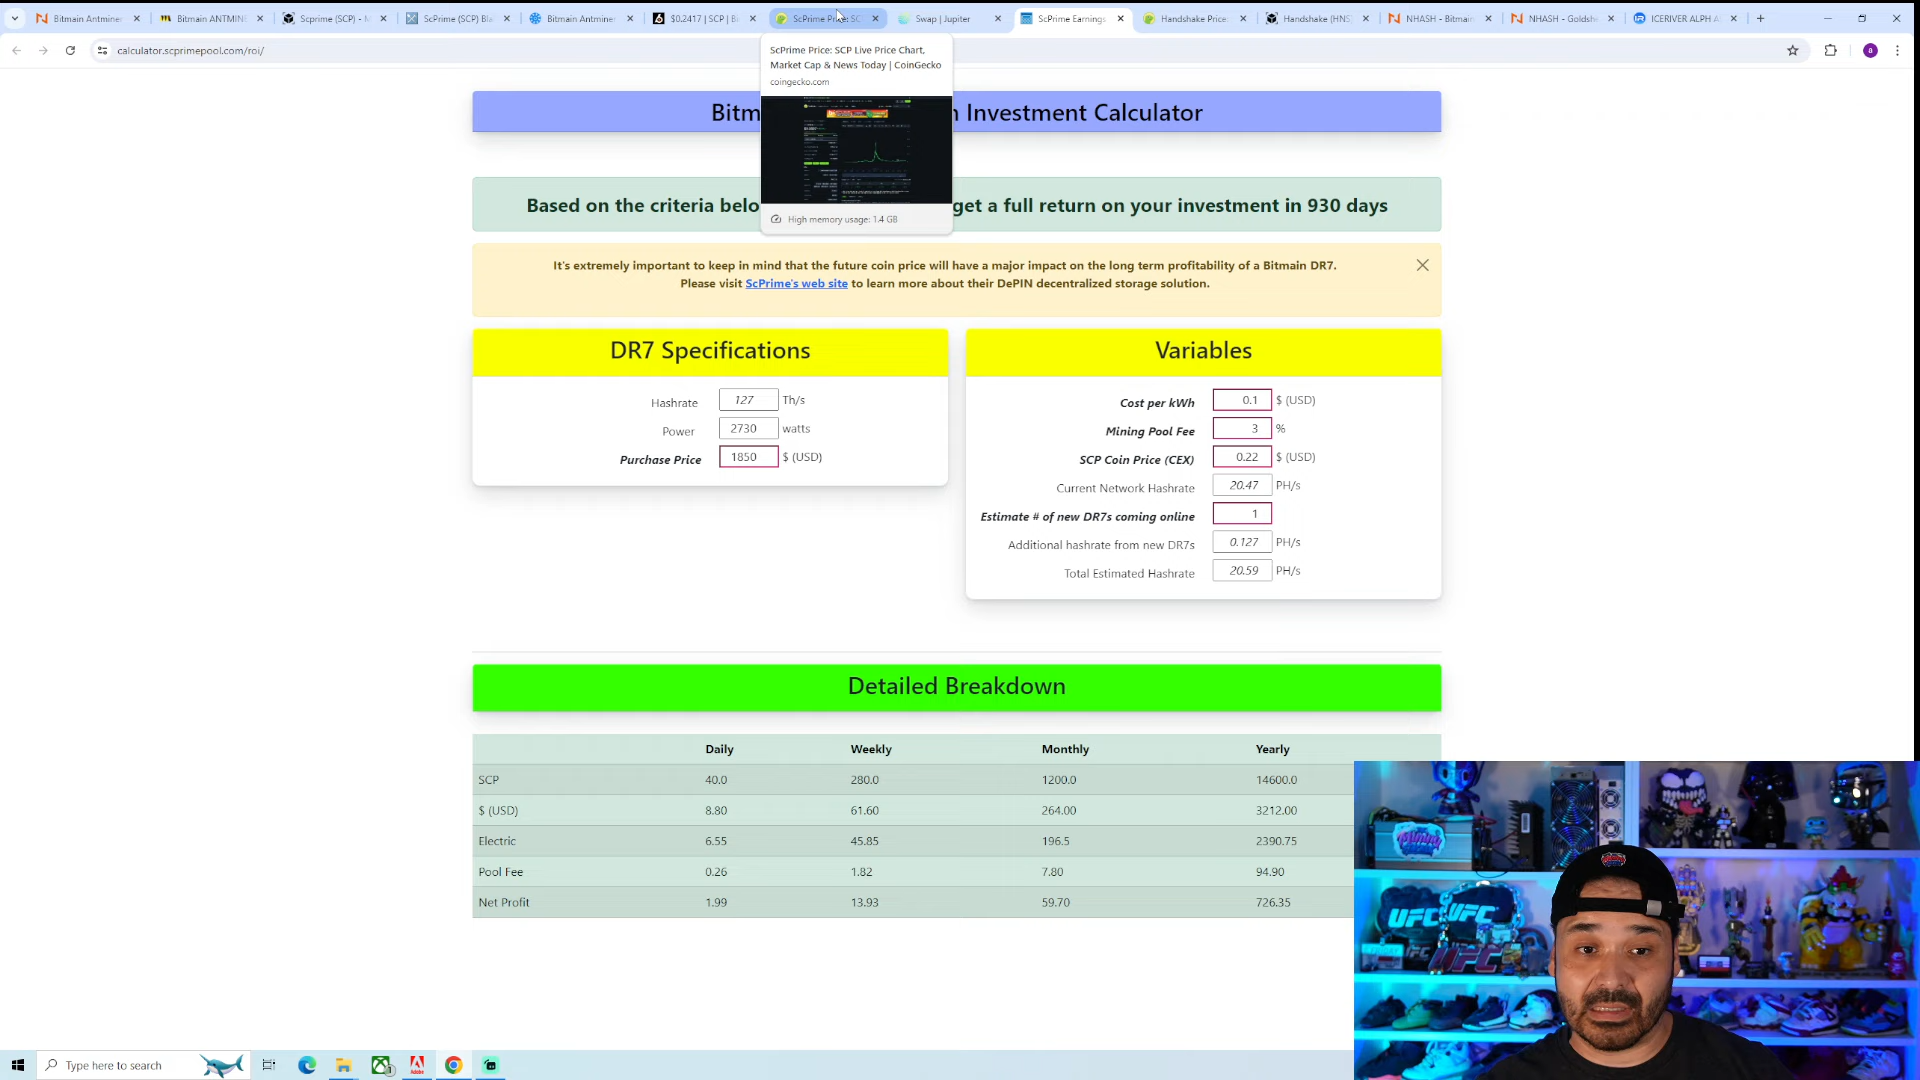 Bitmain Antminer
Bitmain ANTMIN
Scprime (SCP) - M
ScPrime (SCP) Bla
Bitmain Antminer
$0.2417 | SCP | B
ScPrime Pri
Swap | Jupiter
ScPrime Earnings
Handshake Price:
Handshake (HNS)
NHASH - Bitmain
NHASH - Goldsh
ICERIVER ALPH A
calculator.scprimepool.com/roi/
ScPrime Price: SCP Live Price Chart,
Market Cap & News Today | CoinGecko
coingecko.com
High memory usage: 1.4 GB
Bitm n Investment Calculator
Based on the criteria belo get a full return on your investment in 930 days
It's extremely important to keep in mind that the future coin price will have a major impact on the long term profitability of a Bitmain DR7.
Please visit ScPrime's web site to learn more about their DePIN decentralized storage solution.
DR7 Specifications
Hashrate 127 Th/s
Power 2730 watts
Purchase Price 1850 $ (USD)
Variables
Cost per kWh 0.1 $ (USD)
Mining Pool Fee 3 %
SCP Coin Price (CEX) 0.22 $ (USD)
Current Network Hashrate 20.47 PH/s
Estimate # of new DR7s coming online 1
Additional hashrate from new DR7s 0.127 PH/s
Total Estimated Hashrate 20.59 PH/s
Detailed Breakdown
Daily Weekly Monthly Yearly
SCP 40.0 280.0 1200.0 14600.0
$ (USD) 8.80 61.60 264.00 3212.00
Electric 6.55 45.85 196.5 2390.75
Pool Fee 0.26 1.82 7.80 94.90
Net Profit 1.99 13.93 59.70 726.35
Mining
UFC UFC
UFC
Type here to search